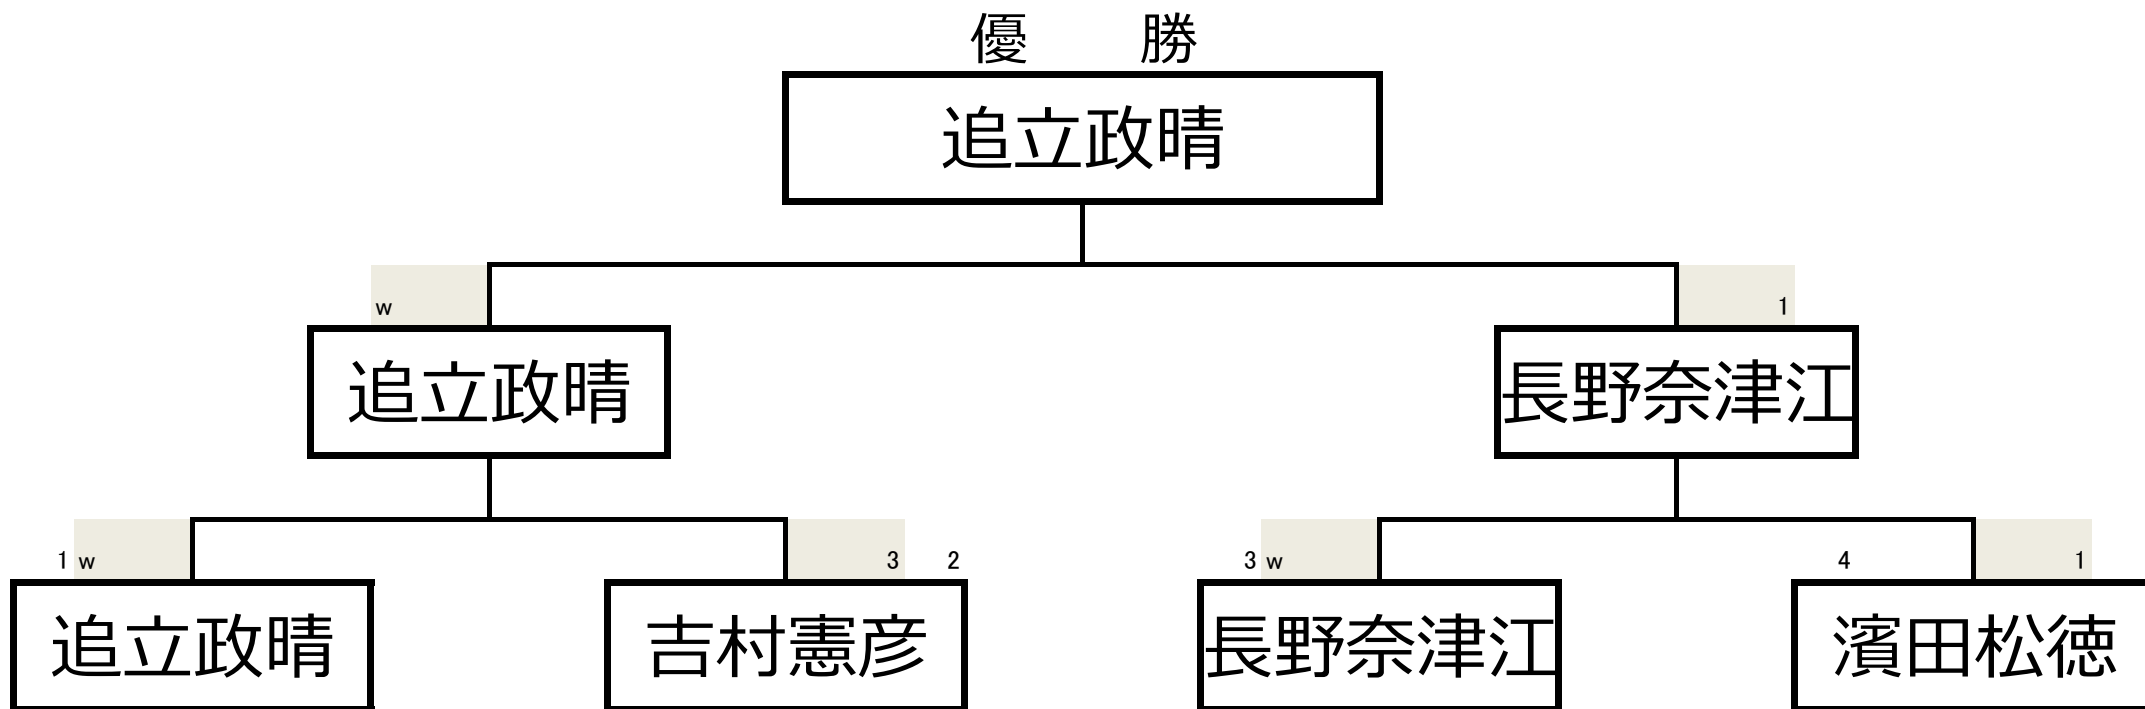 優　勝
追立政晴
w 1
追立政晴 長野奈津江
1 w 3 2 3 w 4 1
追立政晴 吉村憲彦 長野奈津江 濱田松徳